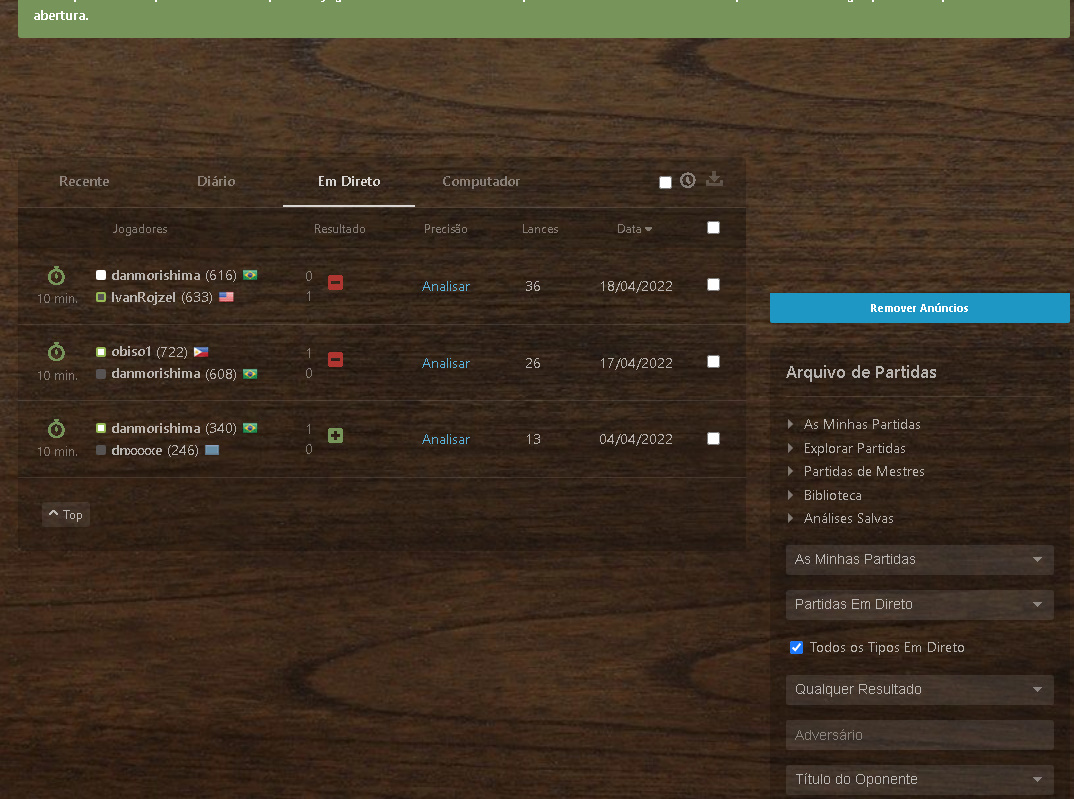 abertura.
Recente Diário Em Direto Computador
Jogadores Resultado Precisão Lances Data
danmorishima (616) 0
10 min. IvanRojzel (633) 1 Analisar 36 18/04/2022
obiso1 (722) 1
10 min. danmorishima (608) 0 Analisar 26 17/04/2022
danmorishima (340) 1
10 min. dnxxxxe (246) 0 Analisar 13 04/04/2022
Top
Remover Anúncios
Arquivo de Partidas
As Minhas Partidas
Explorar Partidas
Partidas de Mestres
Biblioteca
Análises Salvas
As Minhas Partidas
Partidas Em Direto
Todos os Tipos Em Direto
Qualquer Resultado
Adversário
Título do Oponente